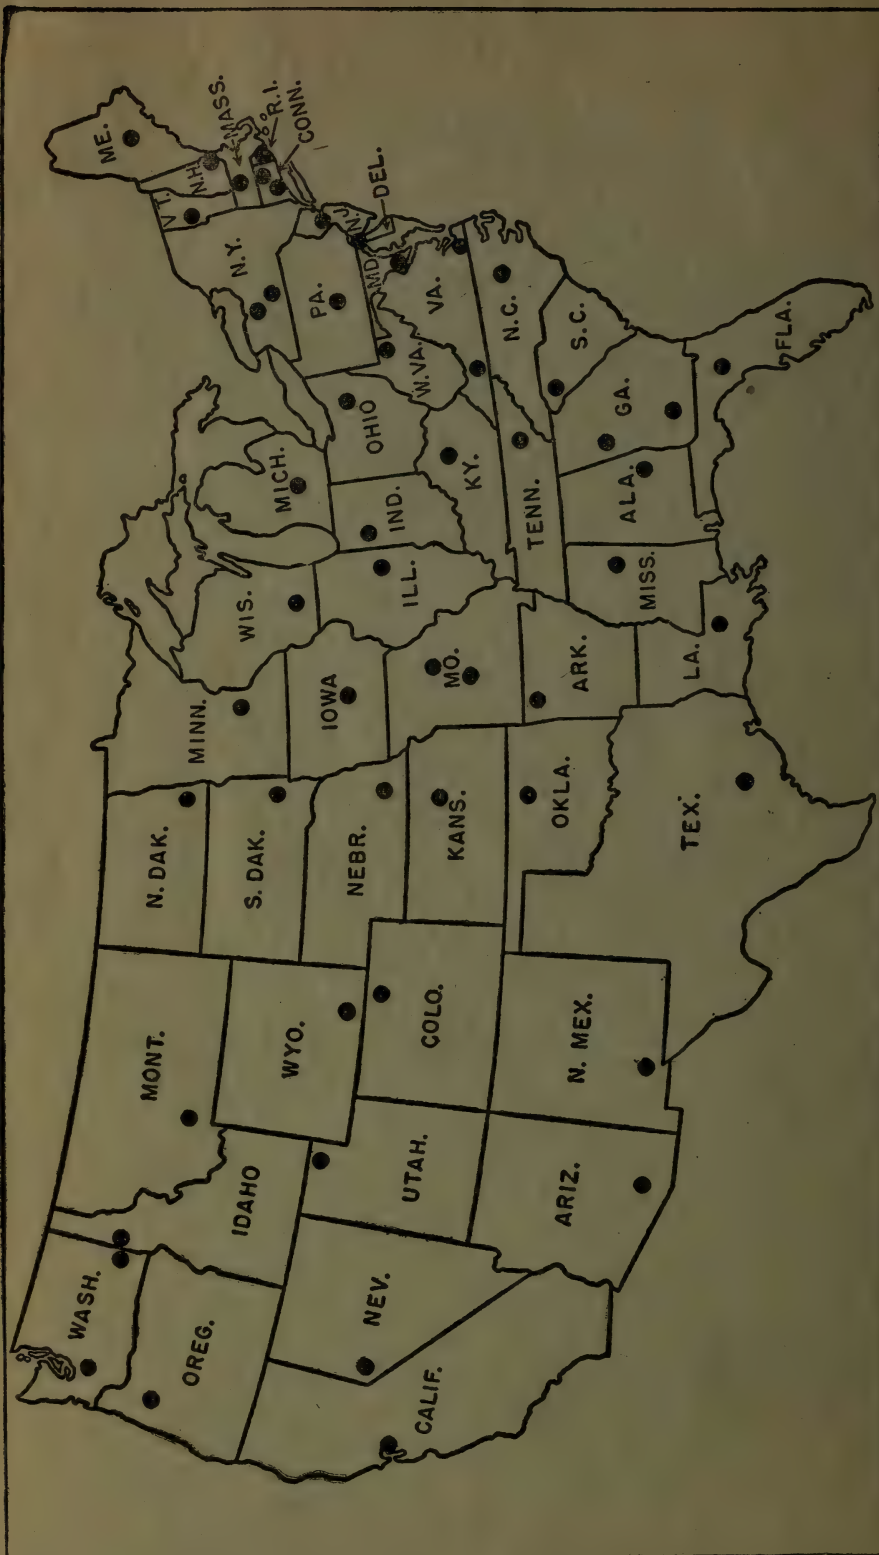 WASH.
OREG.
CALIF.
NEV.
IDAHO
MONT.
WYO.
UTAH.
COLO.
ARIZ.
N. MEX.
N. DAK.
S. DAK.
NEBR.
KANS.
OKLA.
TEX.
MINN.
IOWA
MO.
ARK.
LA.
WIS.
ILL.
MICH.
IND.
OHIO
KY.
TENN.
MISS.
ALA.
GA.
FLA.
S.C.
N.C.
VA.
W.VA.
MD.
DEL.
N.J.
PA.
N.Y.
VT.
N.H.
ME.
MASS.
R.I.
CONN.